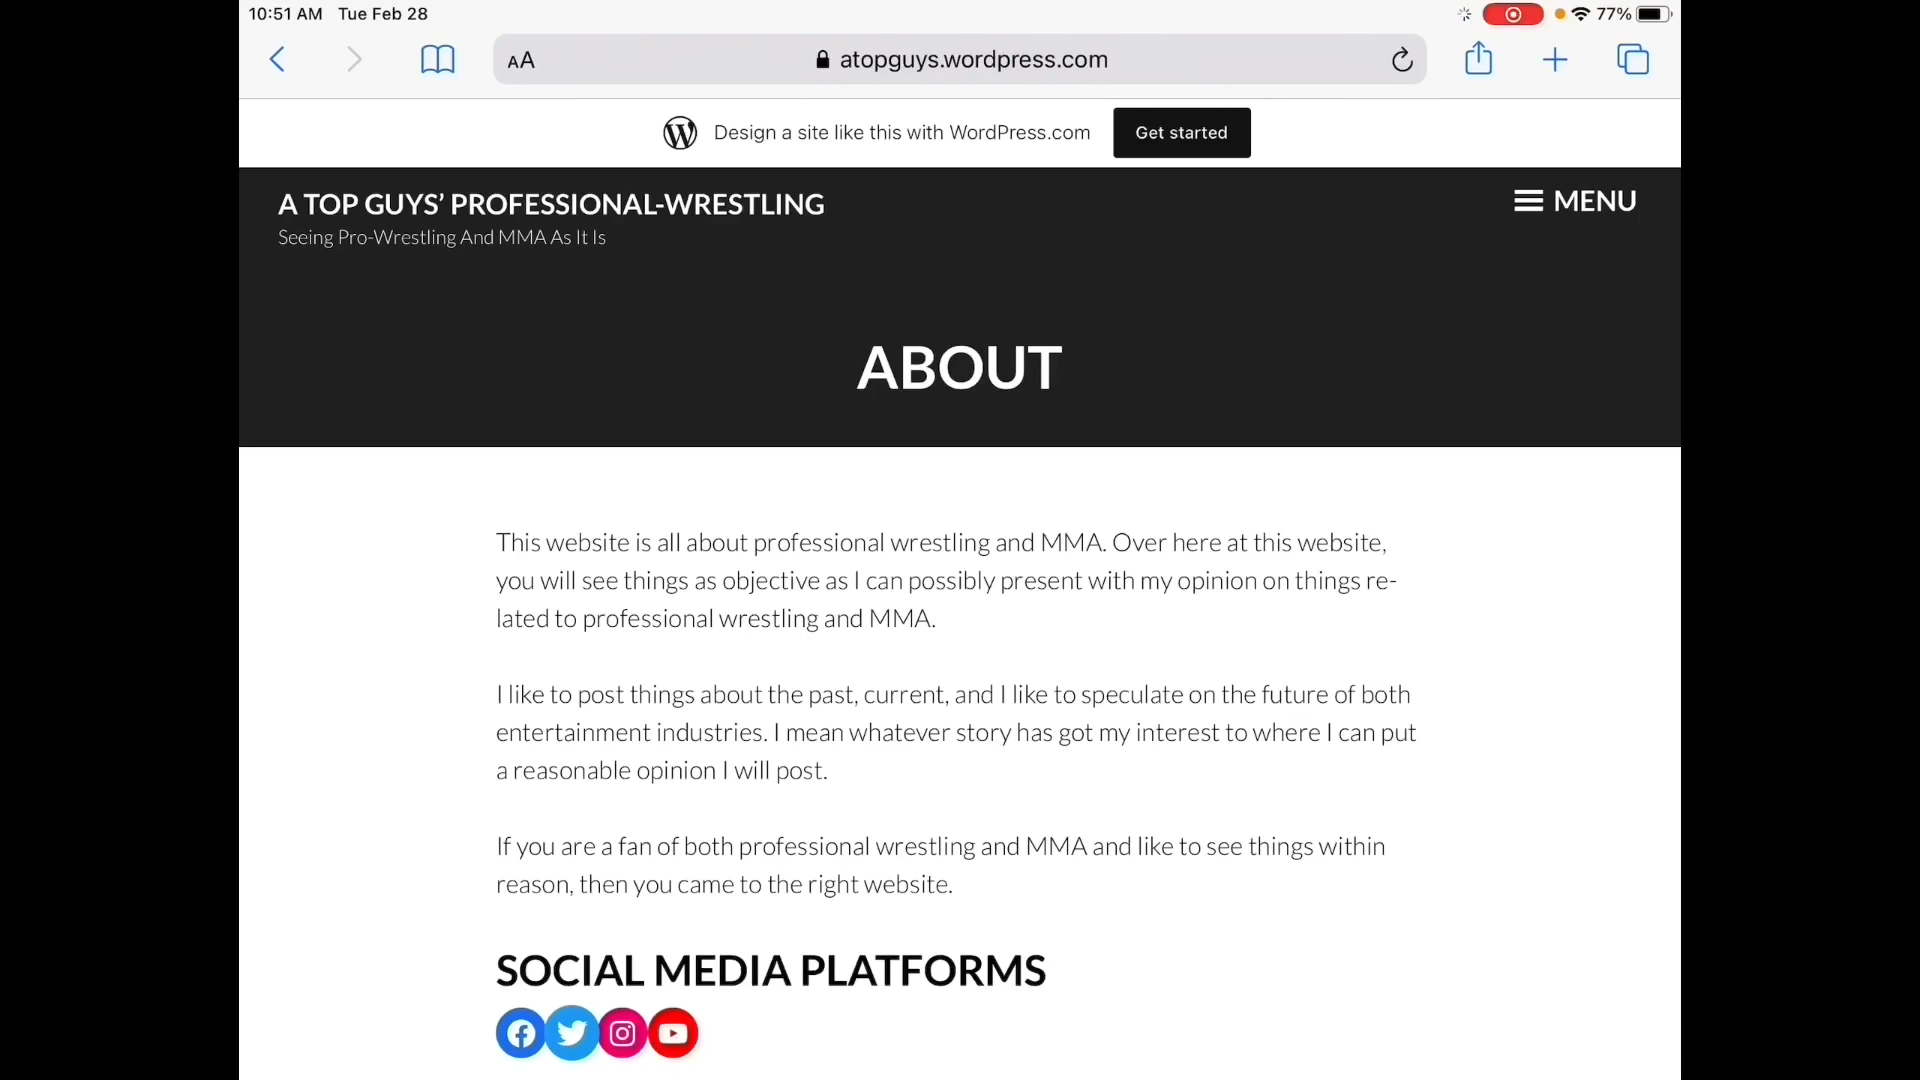 10:51 AM Tue Feb 28
77%
AA
atopguys.wordpress.com
Design a site like this with WordPress.com
Get started
A TOP GUYS’ PROFESSIONAL-WRESTLING
MENU
Seeing Pro-Wrestling And MMA As It Is
ABOUT
This website is all about professional wrestling and MMA. Over here at this website,
you will see things as objective as I can possibly present with my opinion on things re-
lated to professional wrestling and MMA.
I like to post things about the past, current, and I like to speculate on the future of both
entertainment industries. I mean whatever story has got my interest to where I can put
a reasonable opinion I will post.
If you are a fan of both professional wrestling and MMA and like to see things within
reason, then you came to the right website.
SOCIAL MEDIA PLATFORMS